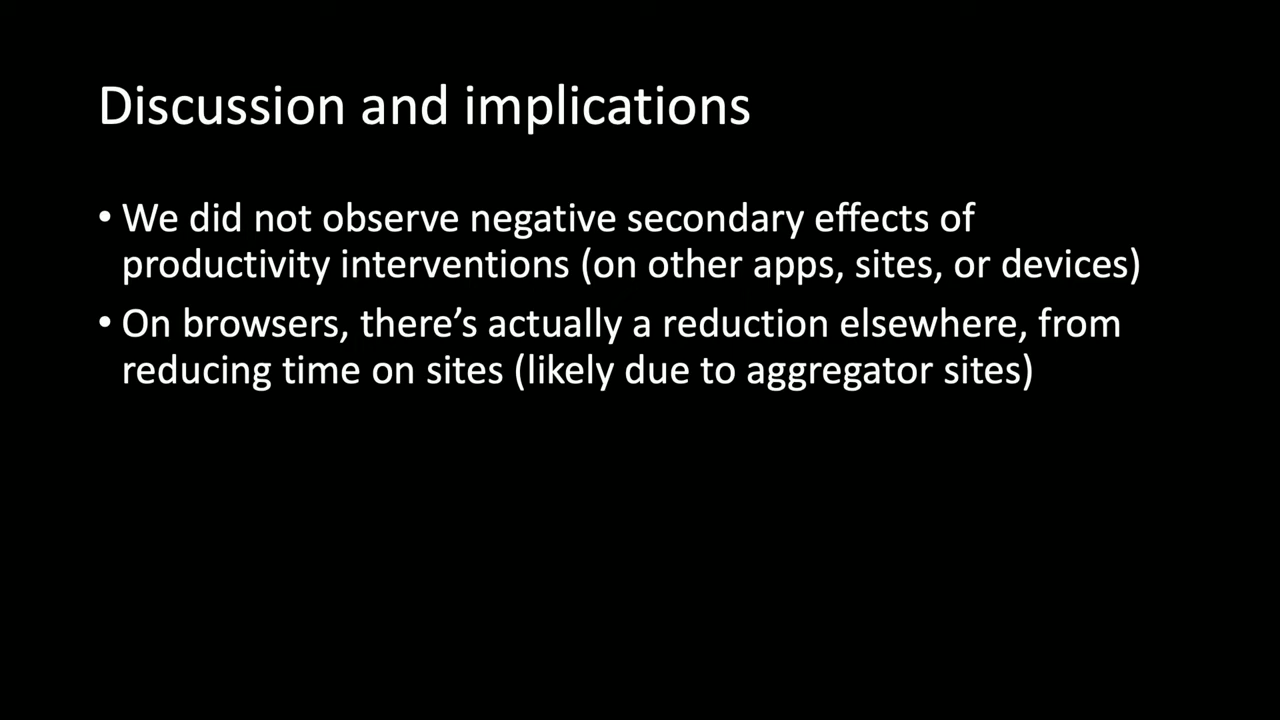 Discussion and implications
• We did not observe negative secondary effects of
productivity interventions (on other apps, sites, or devices)
• On browsers, there’s actually a reduction elsewhere, from
reducing time on sites (likely due to aggregator sites)